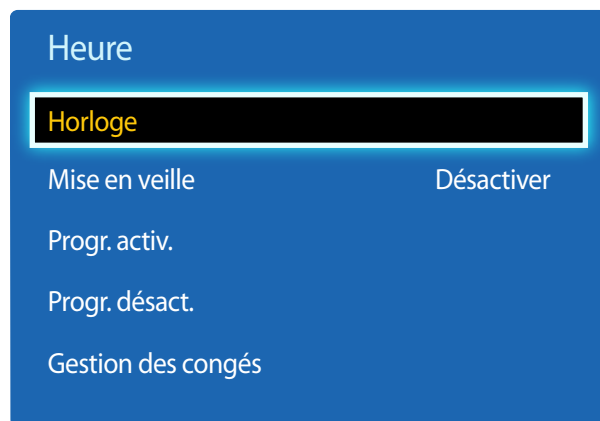 Heure
Horloge
Mise en veille Désactiver
Progr. activ.
Progr. désact.
Gestion des congés